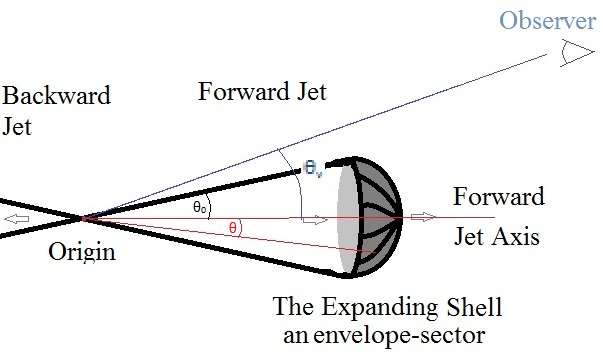 Observer
Backward
Jet
Forward Jet
θv
θ₀
θ
Forward
Jet Axis
Origin
The Expanding Shell
an envelope-sector